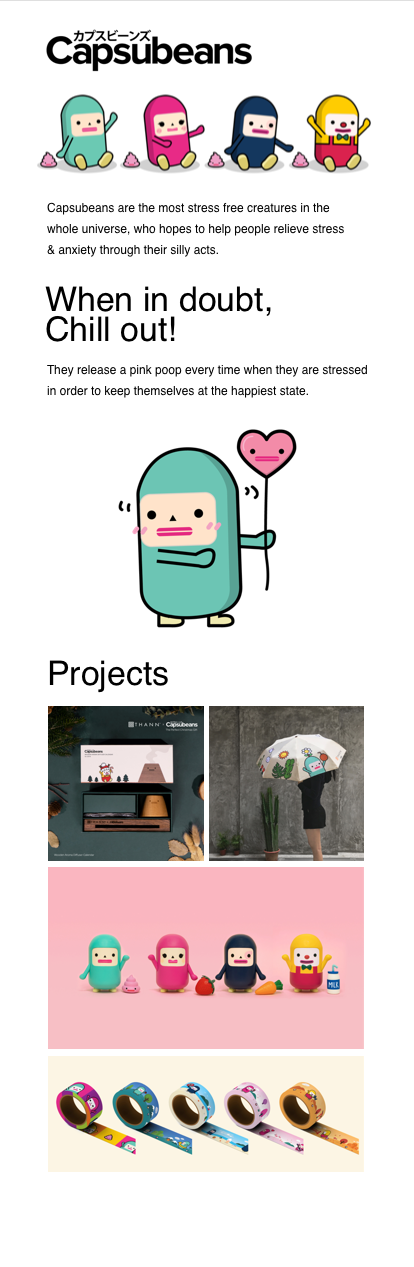 カプスビーンズ
Capsubeans
Capsubeans are the most stress free creatures in the
whole universe, who hopes to help people relieve stress
& anxiety through their silly acts.
When in doubt,
Chill out!
They release a pink poop every time when they are stressed
in order to keep themselves at the happiest state.
Projects
THANN · Capsubeans
Capsubeans
MILK